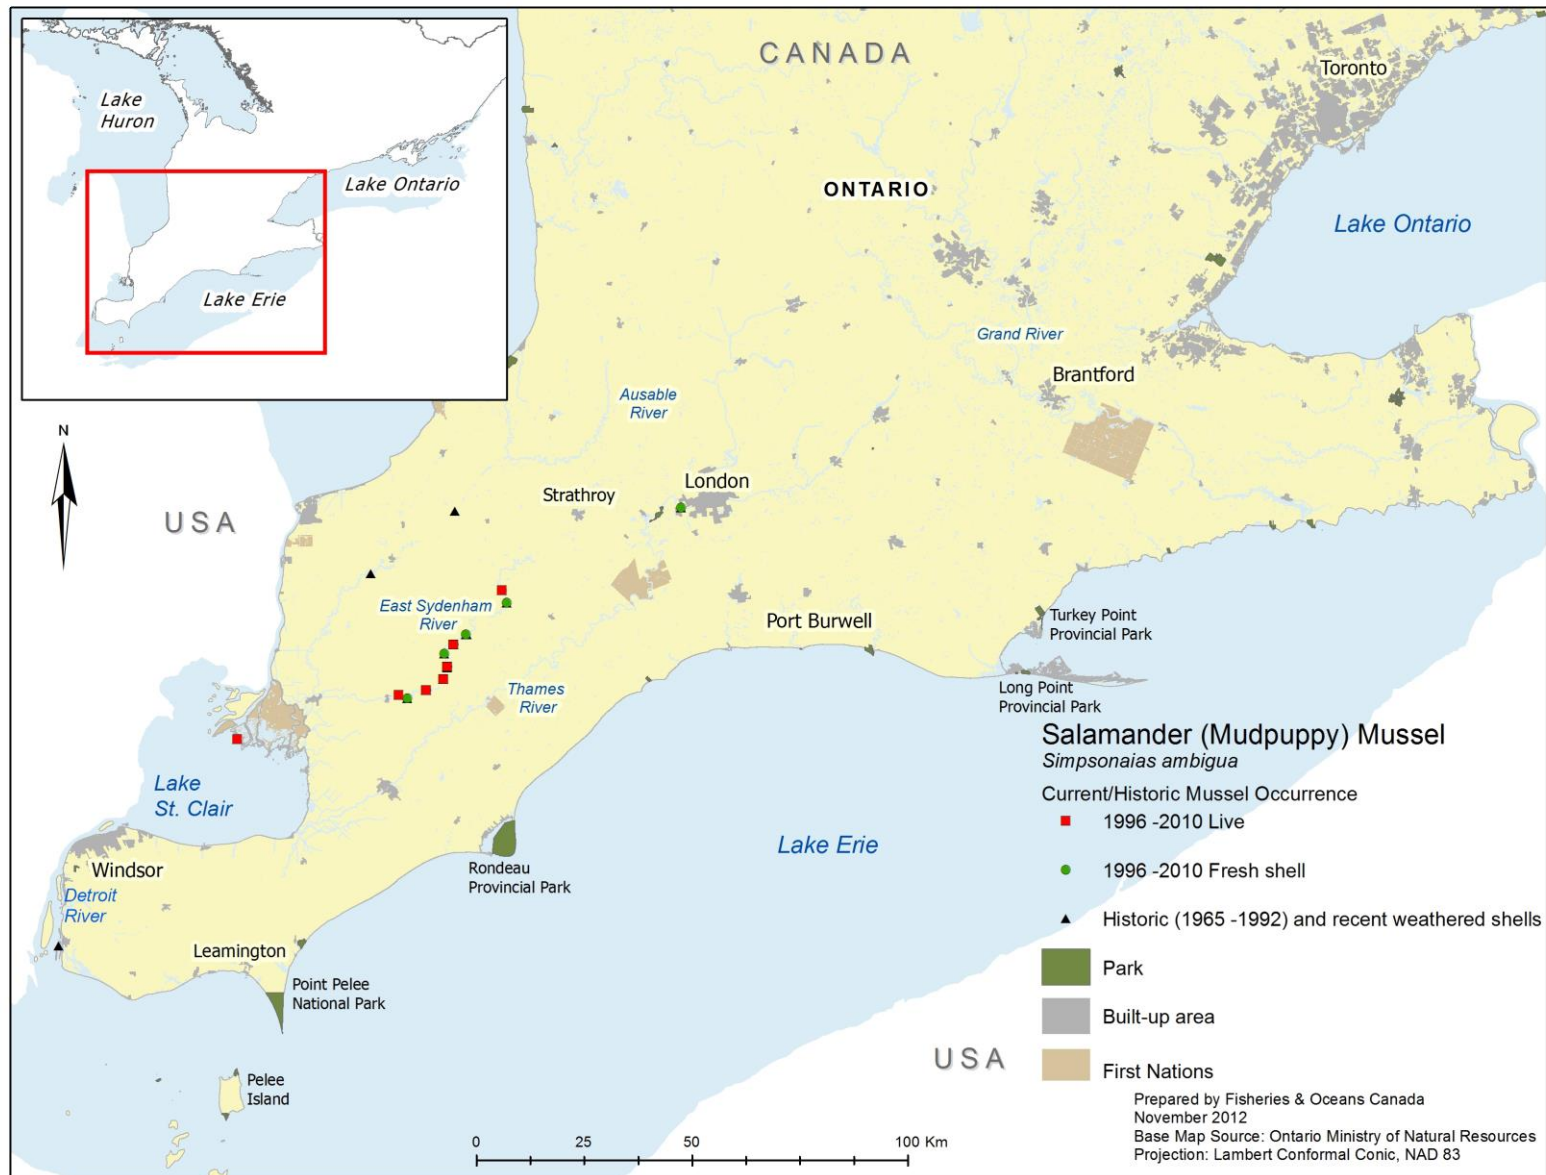 Lake
Huron
Lake Ontario
Lake Erie
CANADA
Toronto
ONTARIO
Lake Ontario
Grand River
Brantford
Ausable
River
N
London
Strathroy
USA
East Sydenham
River
Port Burwell
Turkey Point
Provincial Park
Thames
River
Long Point
Provincial Park
Lake
St. Clair
Windsor
Detroit
River
Rondeau
Provincial Park
Lake Erie
Leamington
Point Pelee
National Park
Pelee
Island
USA
Salamander (Mudpuppy) Mussel
Simpsonaias ambigua
Current/Historic Mussel Occurrence
1996 -2010 Live
1996 -2010 Fresh shell
Historic (1965 -1992) and recent weathered shells
Park
Built-up area
First Nations
Prepared by Fisheries & Oceans Canada
November 2012
Base Map Source: Ontario Ministry of Natural Resources
Projection: Lambert Conformal Conic, NAD 83
0 25 50 100 Km